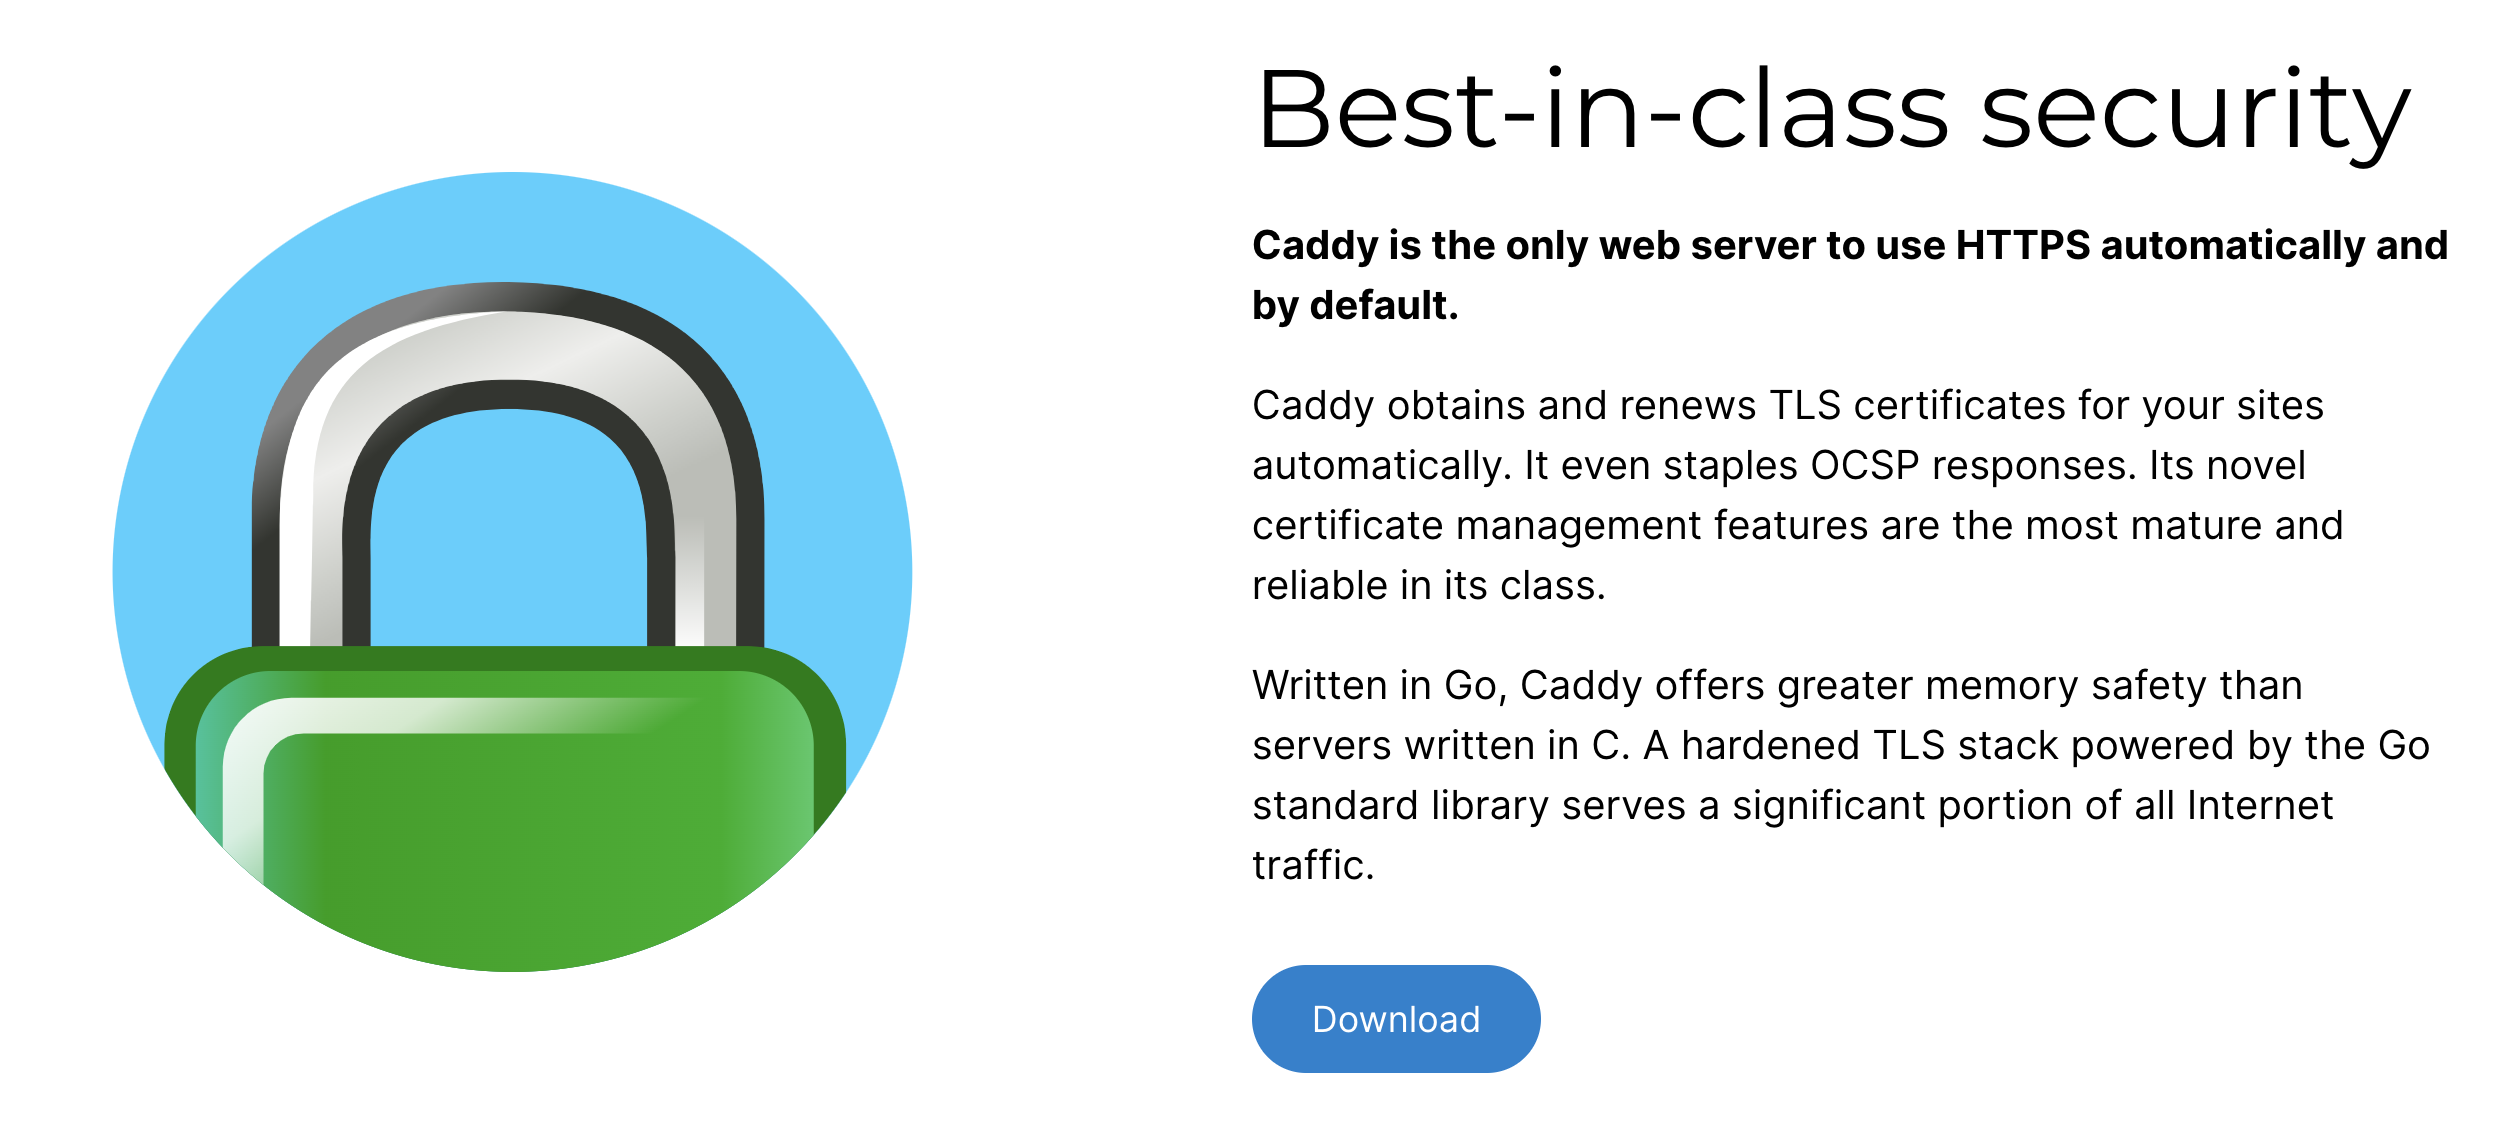 Best-in-class security
Caddy is the only web server to use HTTPS automatically and
by default.
Caddy obtains and renews TLS certificates for your sites
automatically. It even staples OCSP responses. Its novel
certificate management features are the most mature and
reliable in its class.
Written in Go, Caddy offers greater memory safety than
servers written in C. A hardened TLS stack powered by the Go
standard library serves a significant portion of all Internet
traffic.
Download